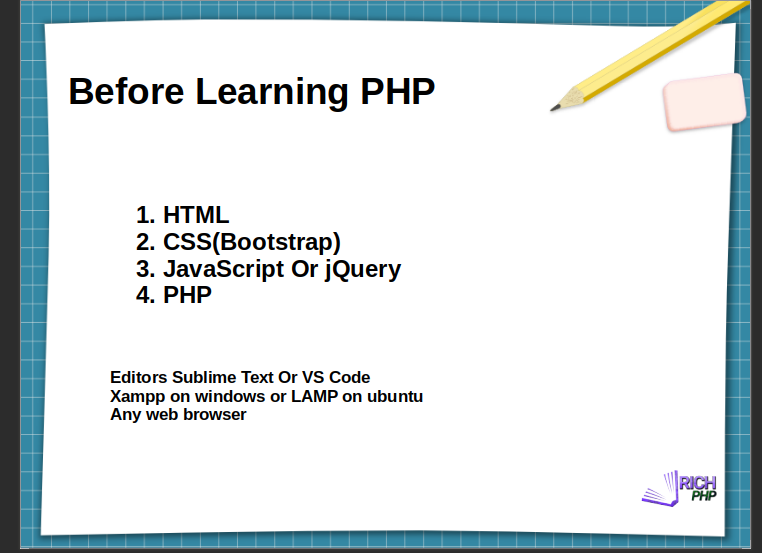 Before Learning PHP
1. HTML
2. CSS(Bootstrap)
3. JavaScript Or jQuery
4. PHP
Editors Sublime Text Or VS Code
Xampp on windows or LAMP on ubuntu
Any web browser
RICH
PHP